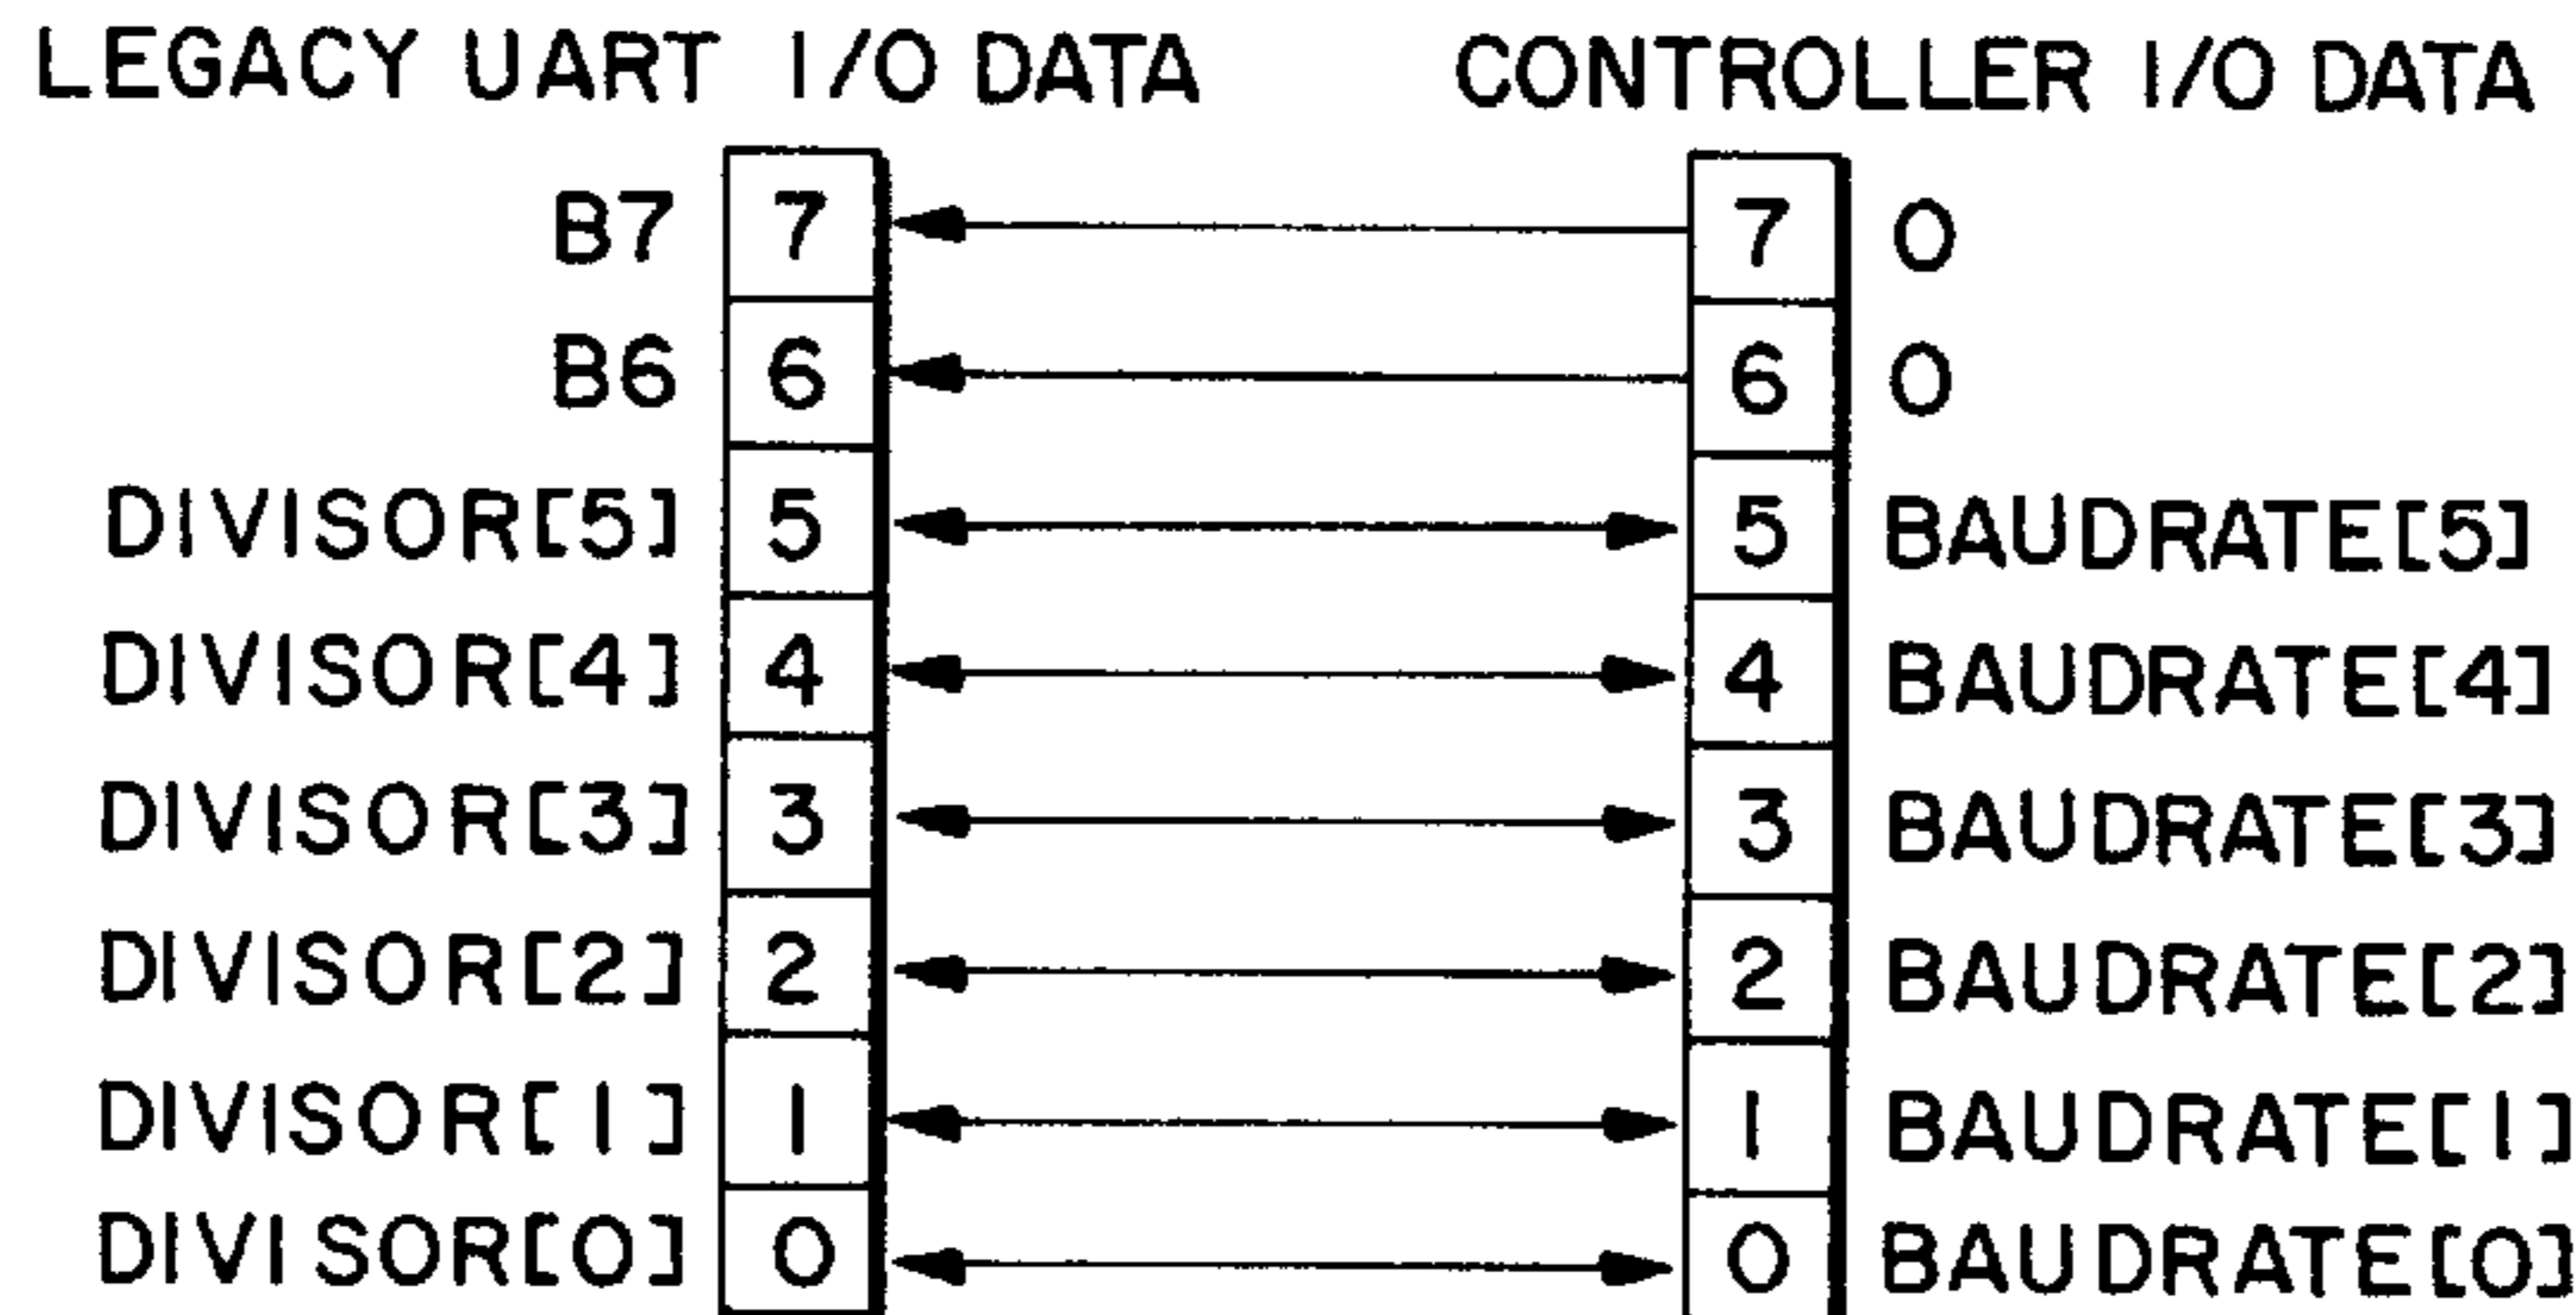 LEGACY UART I/O DATA CONTROLLER I/O DATA
B7 7 7 0
B6 6 6 0
DIVISOR[5] 5 5 BAUDRATE[5]
DIVISOR[4] 4 4 BAUDRATE[4]
DIVISOR[3] 3 3 BAUDRATE[3]
DIVISOR[2] 2 2 BAUDRATE[2]
DIVISOR[1] 1 1 BAUDRATE[1]
DIVISOR[0] 0 0 BAUDRATE[0]